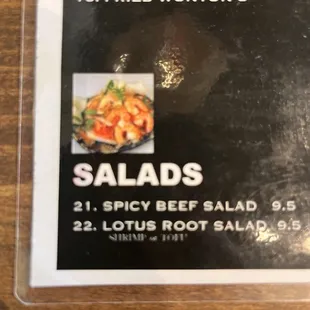 SALADS
21. SPICY BEEF SALAD 9.5
22. LOTUS ROOT SALAD 9.5
SHRIMP or TOFU